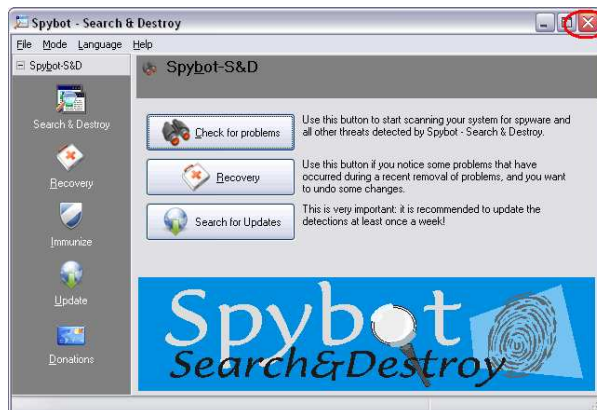 Spybot - Search & Destroy
File Mode Language Help
Spybot-S&D
Spybot-S&D
Search & Destroy
Recovery
Immunize
Update
Donations
Check for problems
Use this button to start scanning your system for spyware and
all other threats detected by Spybot - Search & Destroy.
Recovery
Use this button if you notice some problems that have
occurred during a recent removal of problems, and you want
to undo some changes.
Search for Updates
This is very important: it is recommended to update the
detections at least once a week!
Spybot
Search&Destroy